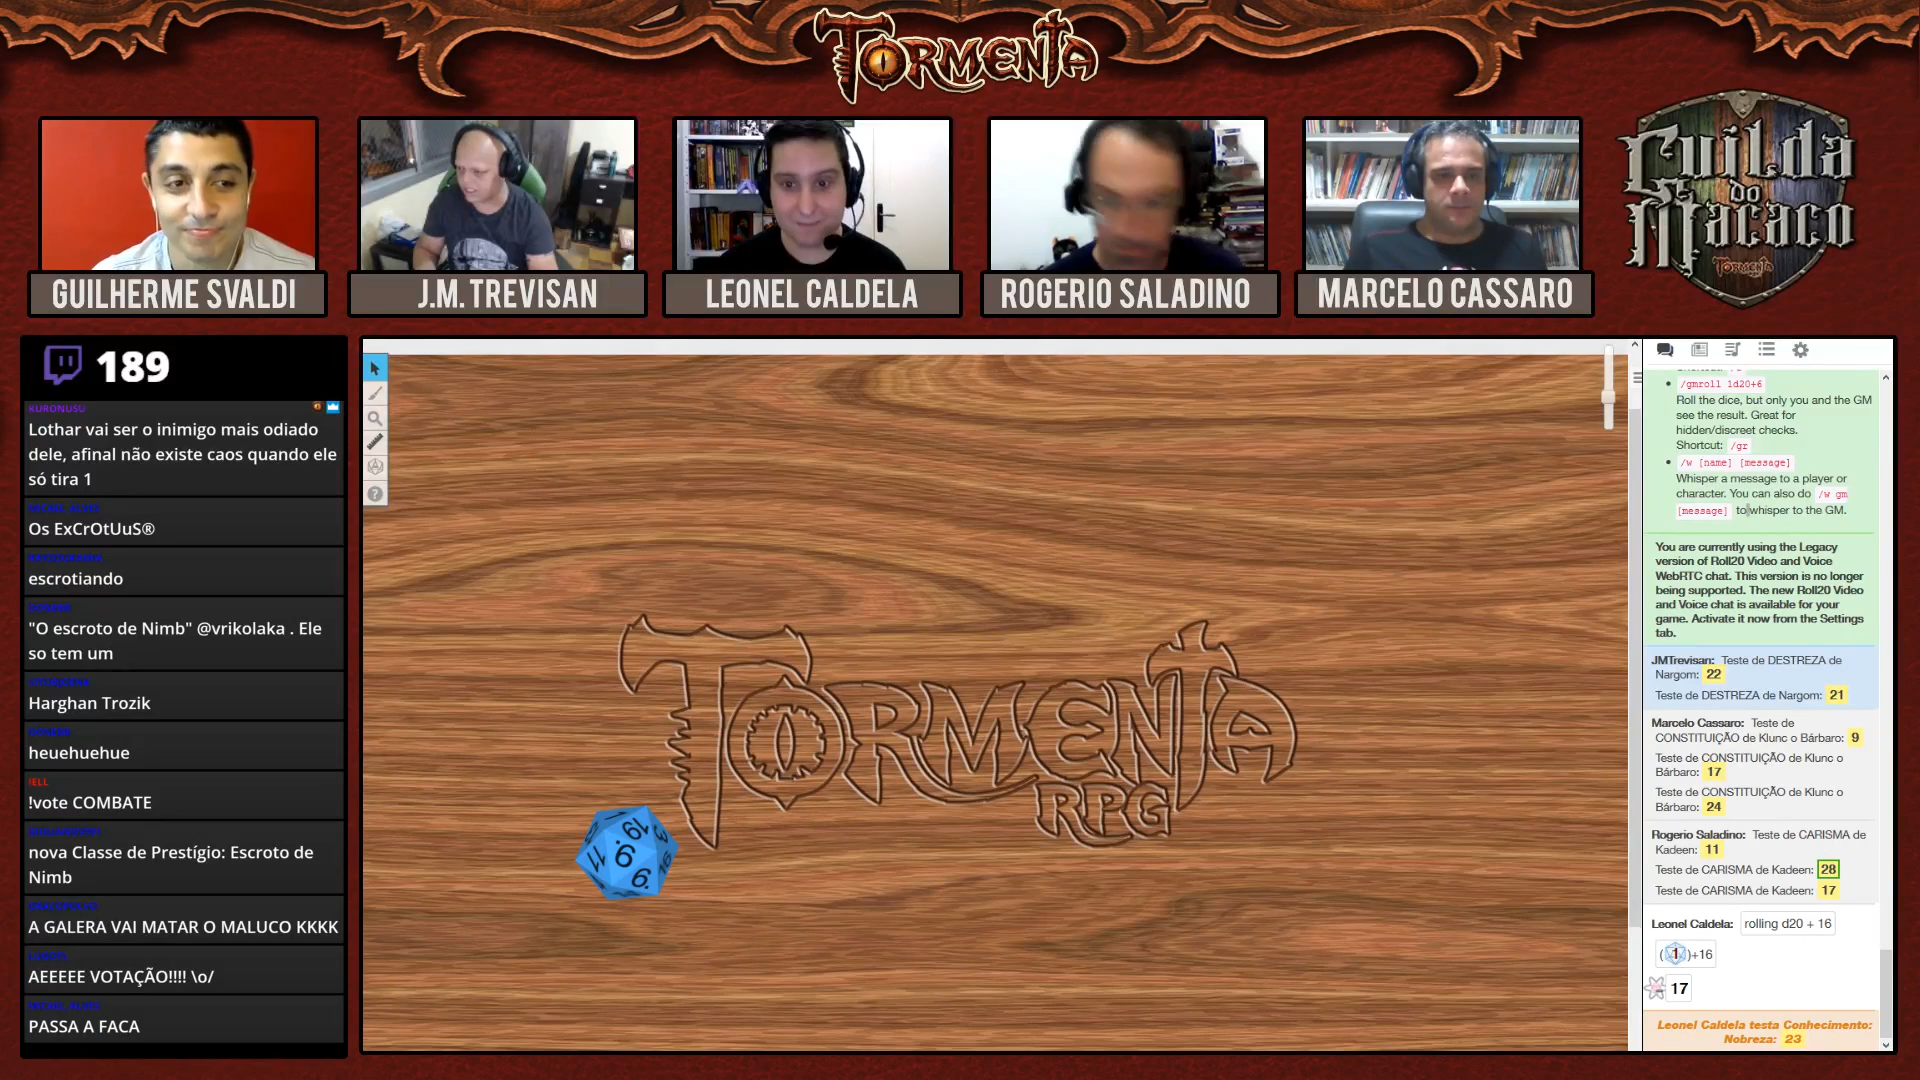 TORMENTA
Guilda
do
Macaco
TORMENTA
GUILHERME SVALDI
J.M. TREVISAN
LEONEL CALDELA
ROGERIO SALADINO
MARCELO CASSARO
189
KURONUSU
Lothar vai ser o inimigo mais odiado
dele, afinal não existe caos quando ele
só tira 1
Os ExCrOtUuS®
escrotiando
"O escroto de Nimb" @vrikolaka . Ele
so tem um
Harghan Trozik
heuehuehue
!vote COMBATE
nova Classe de Prestígio: Escroto de
Nimb
A GALERA VAI MATAR O MALUCO KKKK
AEEEEE VOTAÇÃO!!!! \o/
PASSA A FACA
TORMENTA
RPG
19
3
11
9.
16
9.
/gmroll 1d20+6
Roll the dice, but only you and the GM
see the result. Great for
hidden/discreet checks.
Shortcut: /gr
/w [name] [message]
Whisper a message to a player or
character. You can also do /w gm
[message] to whisper to the GM.
You are currently using the Legacy
version of Roll20 Video and Voice
WebRTC chat. This version is no longer
being supported. The new Roll20 Video
and Voice chat is available for your
game. Activate it now from the Settings
tab.
JMTrevisan: Teste de DESTREZA de
Nargom: 22
Teste de DESTREZA de Nargom: 21
Marcelo Cassaro: Teste de
CONSTITUIÇÃO de Klunc o Bárbaro: 9
Teste de CONSTITUIÇÃO de Klunc o
Bárbaro: 17
Teste de CONSTITUIÇÃO de Klunc o
Bárbaro: 24
Rogerio Saladino: Teste de CARISMA de
Kadeen: 11
Teste de CARISMA de Kadeen: 28
Teste de CARISMA de Kadeen: 17
Leonel Caldela: rolling d20 + 16
(1)+16
17
Leonel Caldela testa Conhecimento:
Nobreza: 23